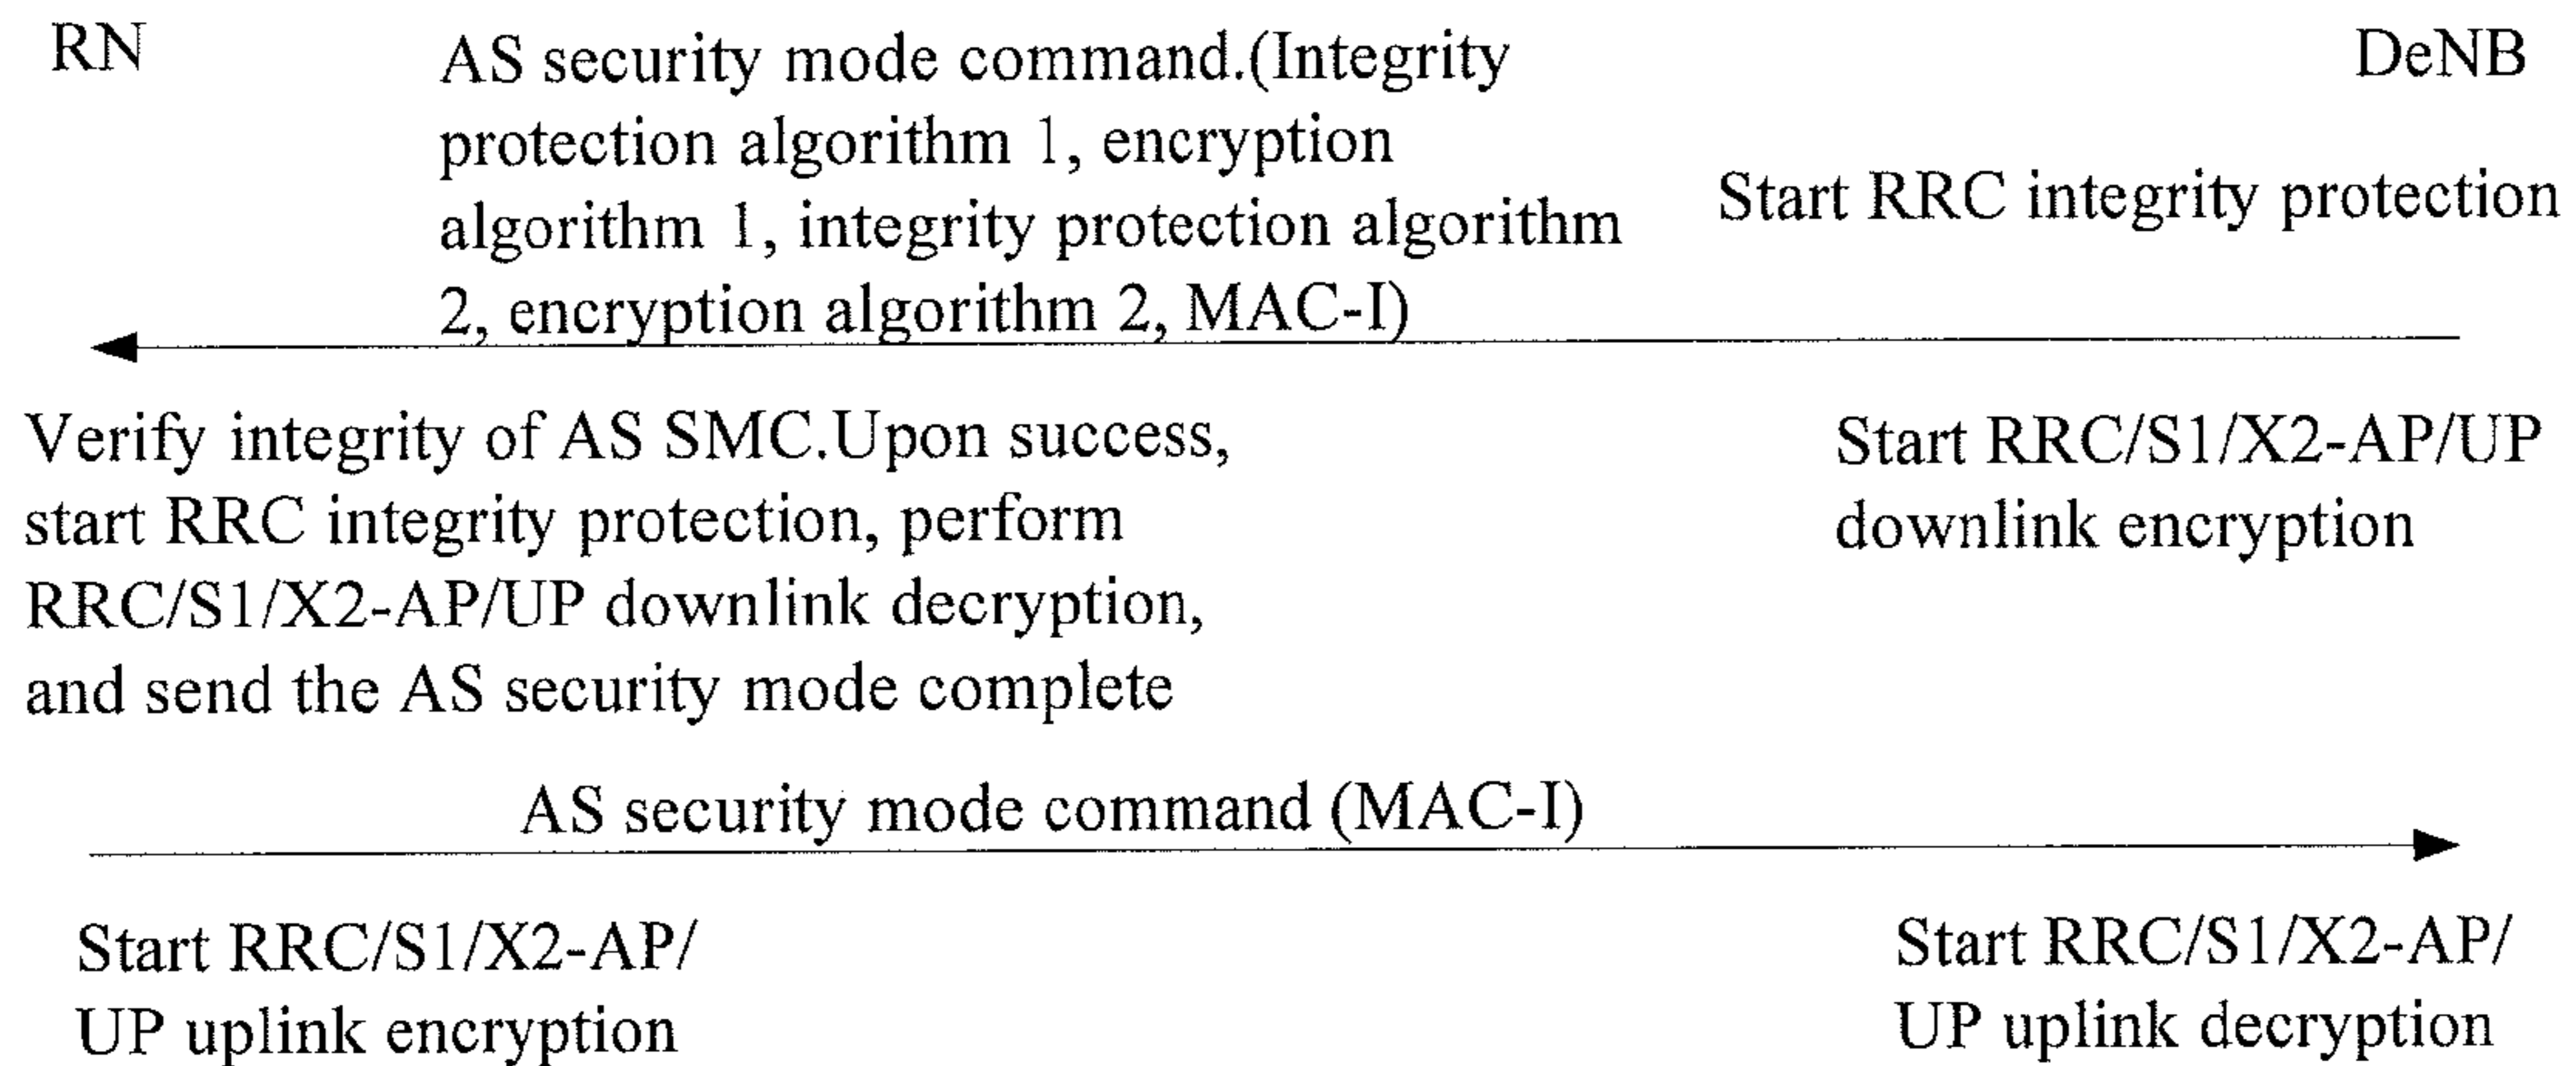 RN
DeNB
AS security mode command.(Integrity
protection algorithm 1, encryption
algorithm 1, integrity protection algorithm
2, encryption algorithm 2, MAC-I)
Start RRC integrity protection
Verify integrity of AS SMC.Upon success,
start RRC integrity protection, perform
RRC/S1/X2-AP/UP downlink decryption,
and send the AS security mode complete
Start RRC/S1/X2-AP/UP
downlink encryption
AS security mode command (MAC-I)
Start RRC/S1/X2-AP/
UP uplink encryption
Start RRC/S1/X2-AP/
UP uplink decryption